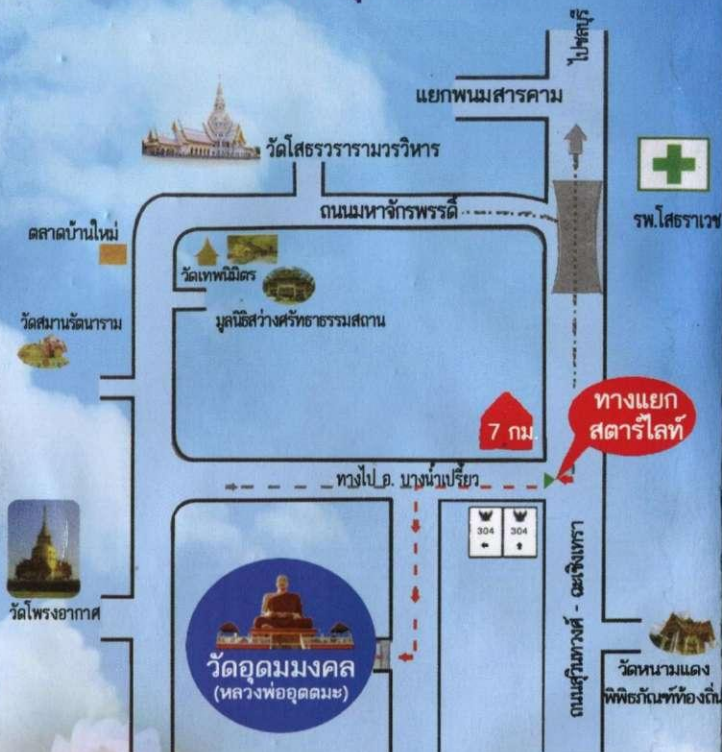 ไปชลบุรี
แยกพนมสารคาม
วัดโสธรวรารามวรวิหาร
ถนนมหาจักรพรรดิ์
รพ.โสธราเวช
ตลาดบ้านใหม่
วัดเทพนิมิตร
วัดสมานรัตนาราม
มูลนิธิสว่างศรัทธาธรรมสถาน
ทางแยก
สตาร์ไลท์
7 กม.
ทางไป อ. บางน้ำเปรี้ยว
304
304
ถนนสุวินทวงศ์ - ฉะเชิงเทรา
วัดโพรงอากาศ
วัดอุดมมงคล
(หลวงพ่ออุตตมะ)
วัดหนามแดง
พิพิธภัณฑ์ท้องถิ่น